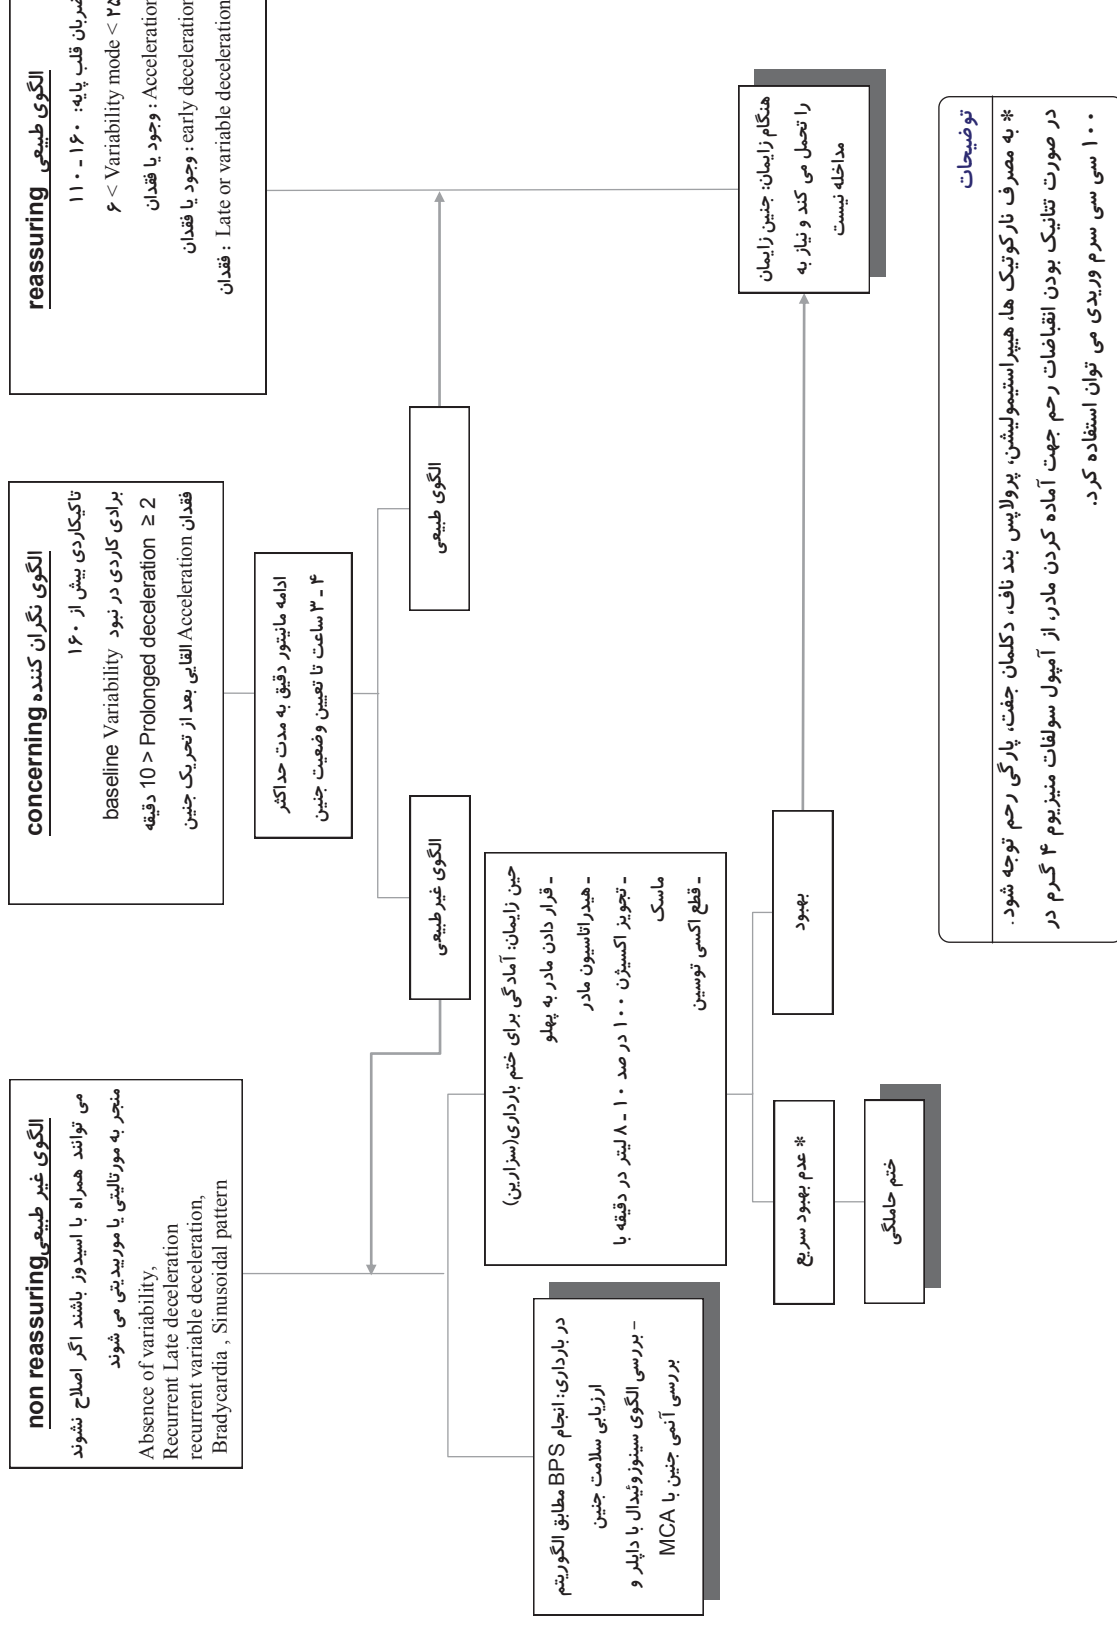 الگوی طبیعی reassuring
ضربان قلب پایه: ۱۶۰ - ۱۱۰
۶ < Variability mode < ۲۵
Acceleration : وجود یا فقدان
early deceleration : وجود یا فقدان
Late or variable deceleration : فقدان
الگوی نگران کننده concerning
تاکیکاردی بیش از ۱۶۰
برادی کاردی در نبود baseline Variability
10 > Prolonged deceleration ≥ 2 دقیقه
فقدان Acceleration القایی بعد از تحریک جنین
الگوی غیر طبیعی non reassuring
می توانند همراه با اسیدوز باشند اگر اصلاح نشوند
منجر به مورتالیتی یا موربیدیتی می شوند
Absence of variability,
Recurrent Late deceleration
recurrent variable deceleration,
Bradycardia , Sinusoidal pattern
ادامه مانیتور دقیق به مدت حداکثر
۴ - ۳ ساعت تا تعیین وضعیت جنین
الگوی طبیعی
الگوی غیرطبیعی
حین زایمان: آمادگی برای ختم بارداری(سزارین)
- قرار دادن مادر به پهلو
- هیدراتاسیون مادر
- تجویز اکسیژن ۱۰۰ در صد ۱۰ - ۸ لیتر در دقیقه با
ماسک
- قطع اکسی توسین
در بارداری: انجام BPS مطابق الگوریتم
ارزیابی سلامت جنین
- بررسی الگوی سینوزوئیدال با داپلر و
بررسی آنمی جنین با MCA
هنگام زایمان: جنین زایمان
را تحمل می کند و نیاز به
مداخله نیست
بهبود
* عدم بهبود سریع
ختم حاملگی
توضیحات
* به مصرف نارکوتیک ها، هیپراستیمولیشن، پرولاپس بند ناف، دکلمان جفت، پارگی رحم توجه شود.
در صورت تتانیک بودن انقباضات رحم جهت آماده کردن مادر، از آمپول سولفات منیزیوم ۴ گرم در
۱۰۰ سی سی سرم وریدی می توان استفاده کرد.